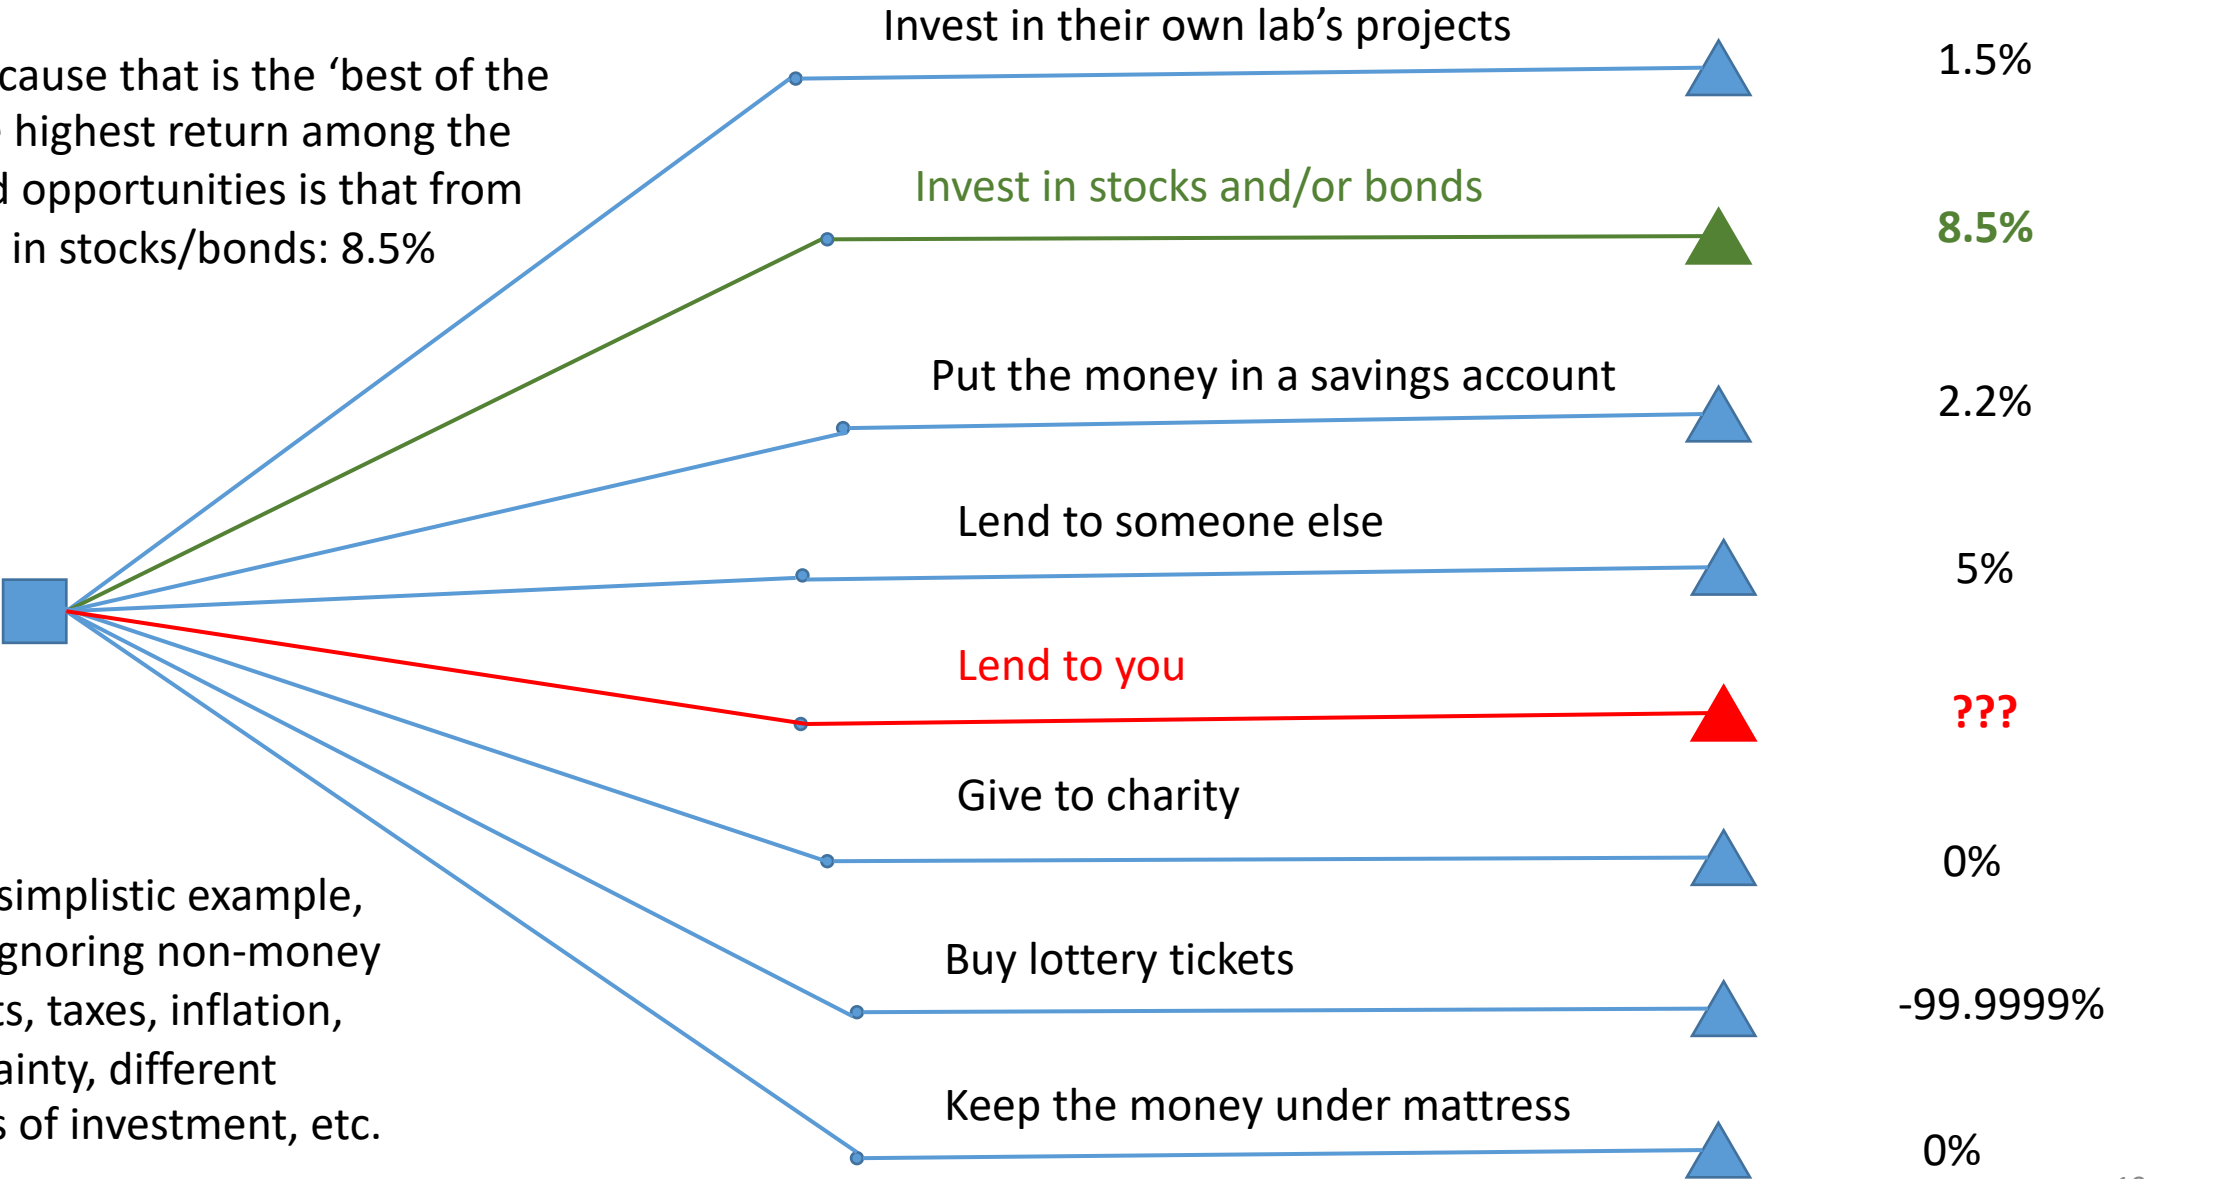 cause that is the ‘best of the
highest return among the
opportunities is that from
in stocks/bonds: 8.5%
Invest in their own lab’s projects
1.5%
Invest in stocks and/or bonds
8.5%
Put the money in a savings account
2.2%
Lend to someone else
5%
Lend to you
???
Give to charity
0%
simplistic example,
gnoring non-money
ts, taxes, inflation,
ainty, different
s of investment, etc.
Buy lottery tickets
-99.9999%
Keep the money under mattress
0%